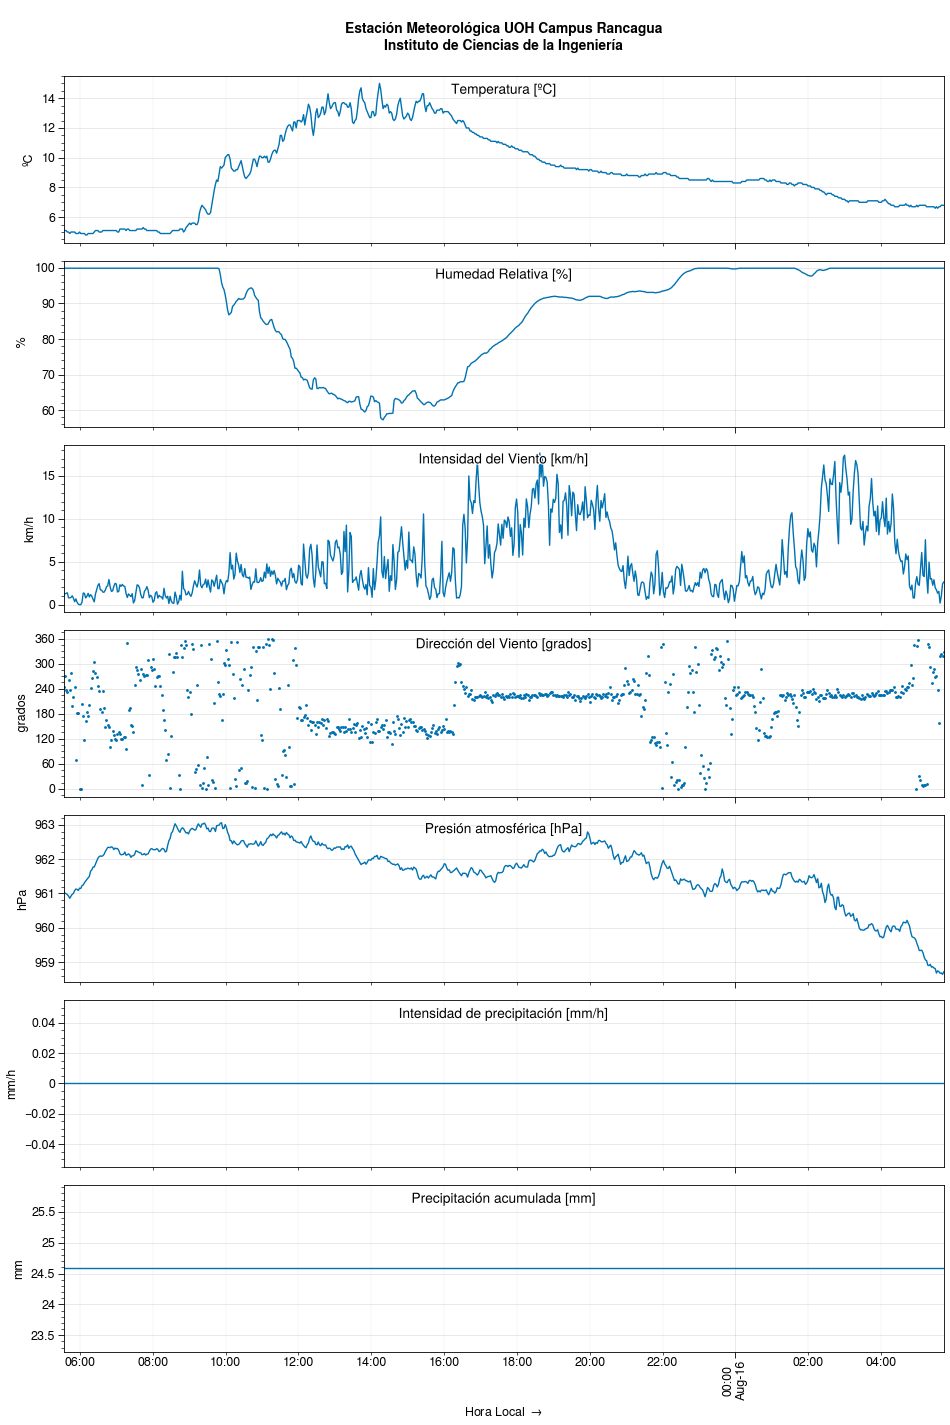 Estación Meteorológica UOH Campus Rancagua
Instituto de Ciencias de la Ingeniería
Temperatura [ºC]
14
12
10
8
6
ºC
Humedad Relativa [%]
100
90
80
70
60
%
Intensidad del Viento [km/h]
15
10
5
0
km/h
Dirección del Viento [grados]
360
300
240
180
120
60
0
grados
Presión atmosférica [hPa]
963
962
961
960
959
hPa
Intensidad de precipitación [mm/h]
0.04
0.02
0
−0.02
−0.04
mm/h
Precipitación acumulada [mm]
25.5
25
24.5
24
23.5
mm
06:00 08:00 10:00 12:00 14:00 16:00 18:00 20:00 22:00 00:00 02:00 04:00
Aug-16
Hora Local →